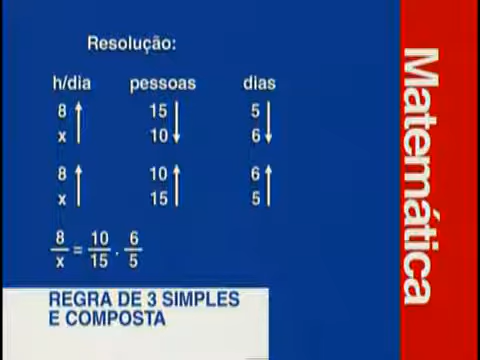 Resolução:
h/dia pessoas dias
8 15 5
x 10 6
8 10 6
x 15 5
8/x = 10/15 . 6/5
REGRA DE 3 SIMPLES
E COMPOSTA
Matemática